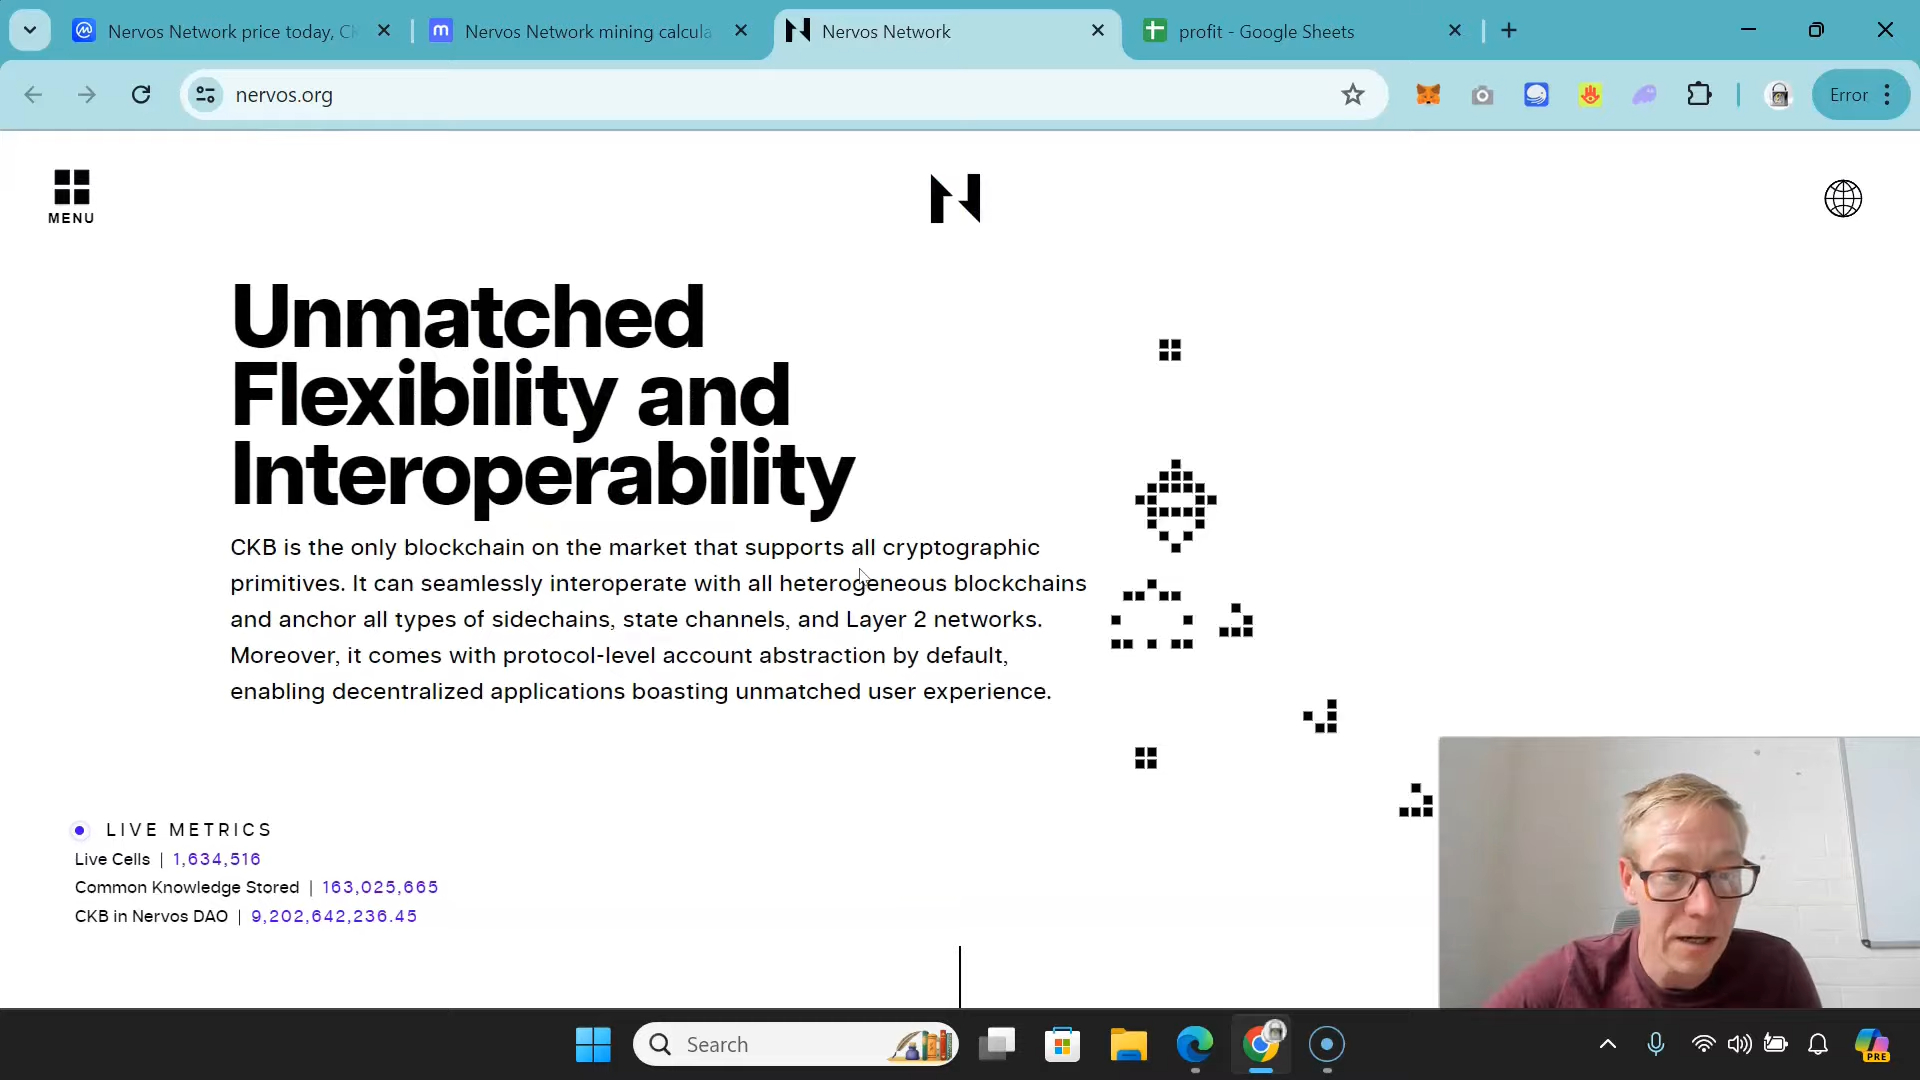 Nervos Network price today, CK
Nervos Network mining calcula
Nervos Network
profit - Google Sheets
nervos.org
Error
MENU
Unmatched
Flexibility and
Interoperability
CKB is the only blockchain on the market that supports all cryptographic
primitives. It can seamlessly interoperate with all heterogeneous blockchains
and anchor all types of sidechains, state channels, and Layer 2 networks.
Moreover, it comes with protocol-level account abstraction by default,
enabling decentralized applications boasting unmatched user experience.
LIVE METRICS
Live Cells | 1,634,516
Common Knowledge Stored | 163,025,665
CKB in Nervos DAO | 9,202,642,236.45
Search
PRE